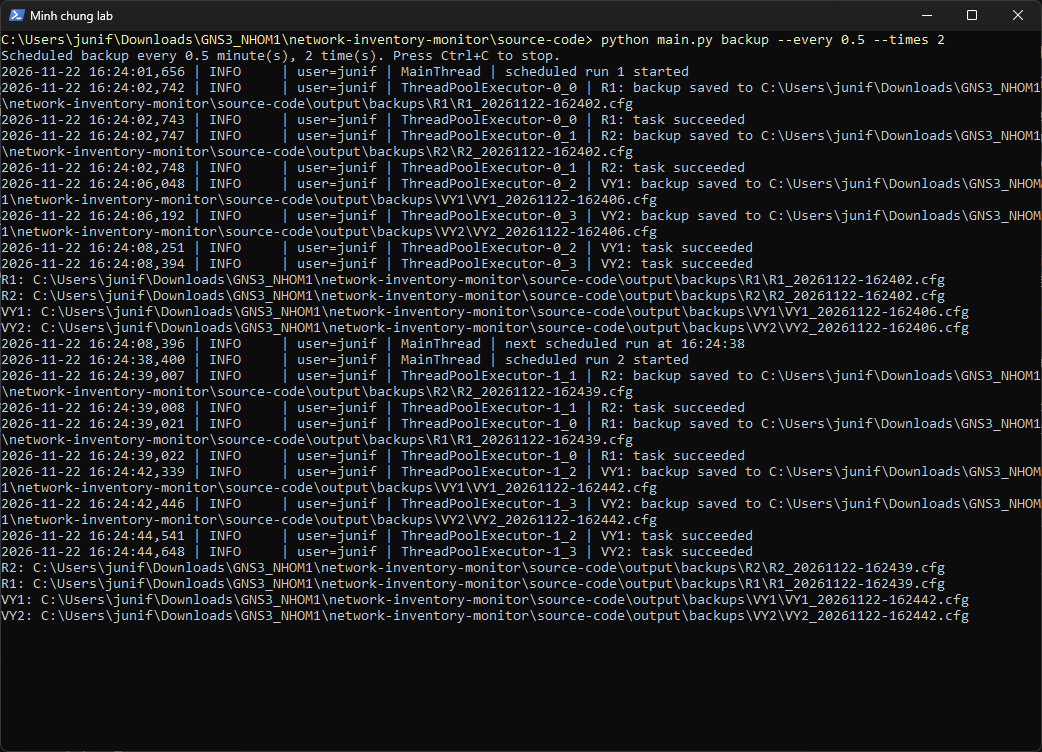 Minh chung lab
C:\Users\junif\Downloads\GNS3_NHOM1\network-inventory-monitor\source-code> python main.py backup --every 0.5 --times 2
Scheduled backup every 0.5 minute(s), 2 time(s). Press Ctrl+C to stop.
2026-11-22 16:24:01,656 | INFO     | user=junif | MainThread | scheduled run 1 started
2026-11-22 16:24:02,742 | INFO     | user=junif | ThreadPoolExecutor-0_0 | R1: backup saved to C:\Users\junif\Downloads\GNS3_NHOM1
\network-inventory-monitor\source-code\output\backups\R1\R1_20261122-162402.cfg
2026-11-22 16:24:02,743 | INFO     | user=junif | ThreadPoolExecutor-0_0 | R1: task succeeded
2026-11-22 16:24:02,747 | INFO     | user=junif | ThreadPoolExecutor-0_1 | R2: backup saved to C:\Users\junif\Downloads\GNS3_NHOM1
\network-inventory-monitor\source-code\output\backups\R2\R2_20261122-162402.cfg
2026-11-22 16:24:02,748 | INFO     | user=junif | ThreadPoolExecutor-0_1 | R2: task succeeded
2026-11-22 16:24:06,048 | INFO     | user=junif | ThreadPoolExecutor-0_2 | VY1: backup saved to C:\Users\junif\Downloads\GNS3_NHOM
1\network-inventory-monitor\source-code\output\backups\VY1\VY1_20261122-162406.cfg
2026-11-22 16:24:06,192 | INFO     | user=junif | ThreadPoolExecutor-0_3 | VY2: backup saved to C:\Users\junif\Downloads\GNS3_NHOM
1\network-inventory-monitor\source-code\output\backups\VY2\VY2_20261122-162406.cfg
2026-11-22 16:24:08,251 | INFO     | user=junif | ThreadPoolExecutor-0_2 | VY1: task succeeded
2026-11-22 16:24:08,394 | INFO     | user=junif | ThreadPoolExecutor-0_3 | VY2: task succeeded
R1: C:\Users\junif\Downloads\GNS3_NHOM1\network-inventory-monitor\source-code\output\backups\R1\R1_20261122-162402.cfg
R2: C:\Users\junif\Downloads\GNS3_NHOM1\network-inventory-monitor\source-code\output\backups\R2\R2_20261122-162402.cfg
VY1: C:\Users\junif\Downloads\GNS3_NHOM1\network-inventory-monitor\source-code\output\backups\VY1\VY1_20261122-162406.cfg
VY2: C:\Users\junif\Downloads\GNS3_NHOM1\network-inventory-monitor\source-code\output\backups\VY2\VY2_20261122-162406.cfg
2026-11-22 16:24:08,396 | INFO     | user=junif | MainThread | next scheduled run at 16:24:38
2026-11-22 16:24:38,400 | INFO     | user=junif | MainThread | scheduled run 2 started
2026-11-22 16:24:39,007 | INFO     | user=junif | ThreadPoolExecutor-1_1 | R2: backup saved to C:\Users\junif\Downloads\GNS3_NHOM1
\network-inventory-monitor\source-code\output\backups\R2\R2_20261122-162439.cfg
2026-11-22 16:24:39,008 | INFO     | user=junif | ThreadPoolExecutor-1_1 | R2: task succeeded
2026-11-22 16:24:39,021 | INFO     | user=junif | ThreadPoolExecutor-1_0 | R1: backup saved to C:\Users\junif\Downloads\GNS3_NHOM1
\network-inventory-monitor\source-code\output\backups\R1\R1_20261122-162439.cfg
2026-11-22 16:24:39,022 | INFO     | user=junif | ThreadPoolExecutor-1_0 | R1: task succeeded
2026-11-22 16:24:42,339 | INFO     | user=junif | ThreadPoolExecutor-1_2 | VY1: backup saved to C:\Users\junif\Downloads\GNS3_NHOM
1\network-inventory-monitor\source-code\output\backups\VY1\VY1_20261122-162442.cfg
2026-11-22 16:24:42,446 | INFO     | user=junif | ThreadPoolExecutor-1_3 | VY2: backup saved to C:\Users\junif\Downloads\GNS3_NHOM
1\network-inventory-monitor\source-code\output\backups\VY2\VY2_20261122-162442.cfg
2026-11-22 16:24:44,541 | INFO     | user=junif | ThreadPoolExecutor-1_2 | VY1: task succeeded
2026-11-22 16:24:44,648 | INFO     | user=junif | ThreadPoolExecutor-1_3 | VY2: task succeeded
R2: C:\Users\junif\Downloads\GNS3_NHOM1\network-inventory-monitor\source-code\output\backups\R2\R2_20261122-162439.cfg
R1: C:\Users\junif\Downloads\GNS3_NHOM1\network-inventory-monitor\source-code\output\backups\R1\R1_20261122-162439.cfg
VY1: C:\Users\junif\Downloads\GNS3_NHOM1\network-inventory-monitor\source-code\output\backups\VY1\VY1_20261122-162442.cfg
VY2: C:\Users\junif\Downloads\GNS3_NHOM1\network-inventory-monitor\source-code\output\backups\VY2\VY2_20261122-162442.cfg